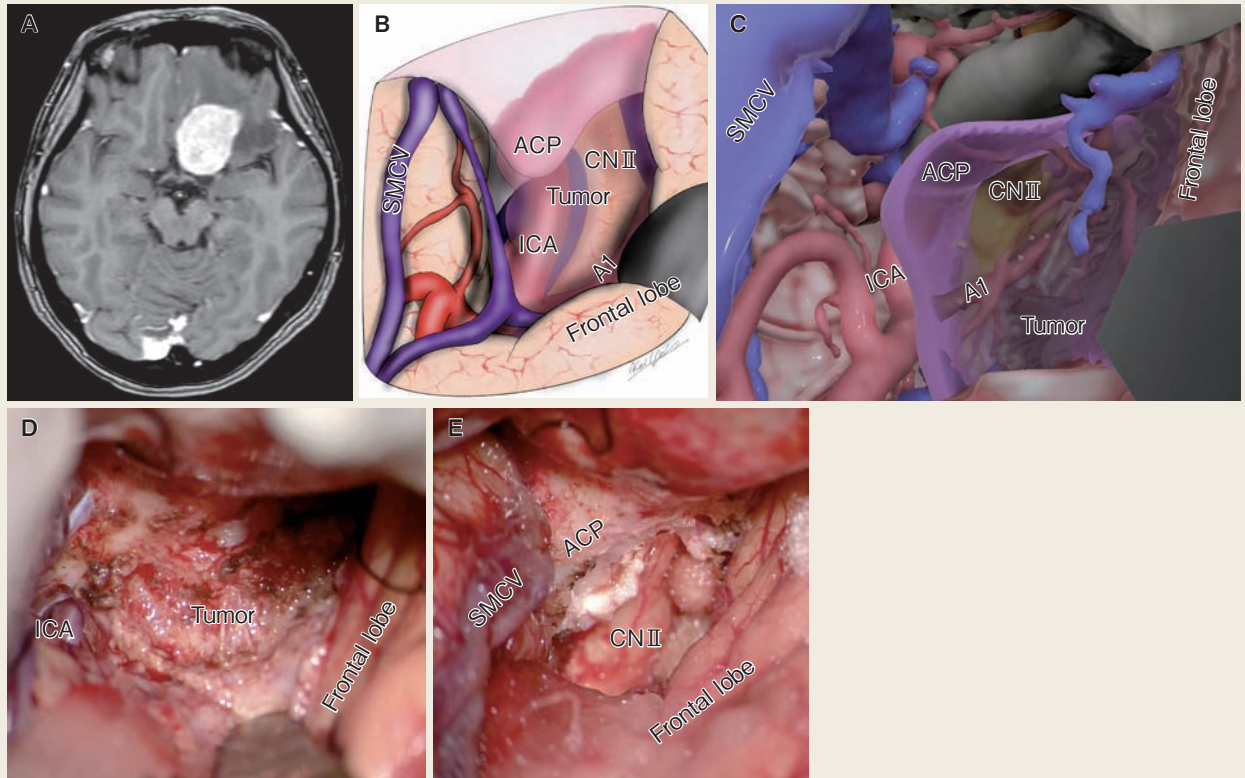 A
B
SMCV
ACP
CNⅡ
Tumor
ICA
A1
Frontal lobe
C
SMCV
ACP
CNⅡ
Frontal lobe
ICA
A1
Tumor
D
ICA
Tumor
Frontal lobe
E
ACP
SMCV
CNⅡ
Frontal lobe